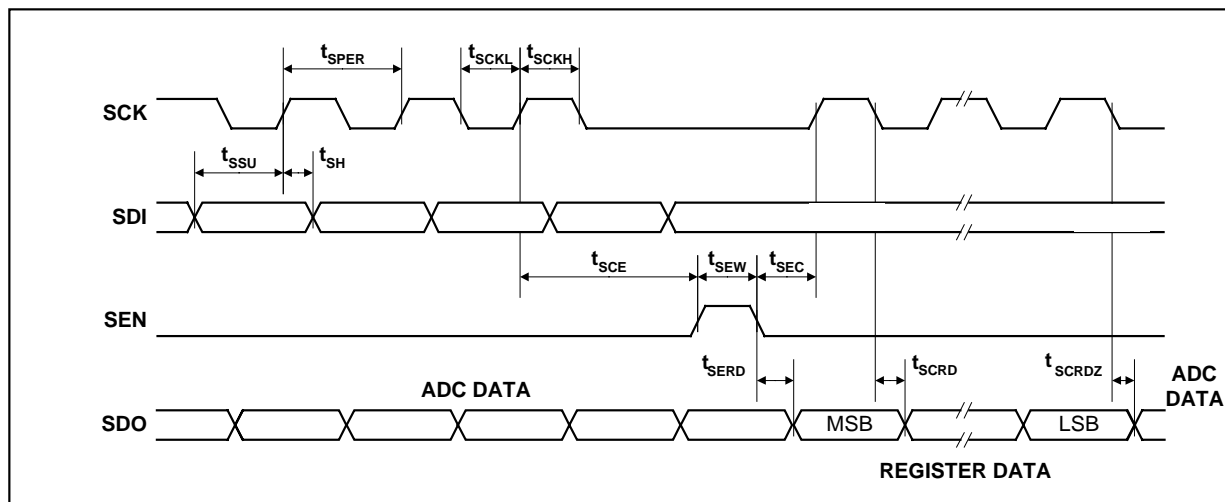 tSPER
tSCKL
tSCKH
SCK
tSSU
tSH
SDI
tSCE
tSEW
tSEC
SEN
tSERD
tSCRD
tSCRDZ
ADC DATA
ADC
DATA
SDO
MSB
LSB
REGISTER DATA